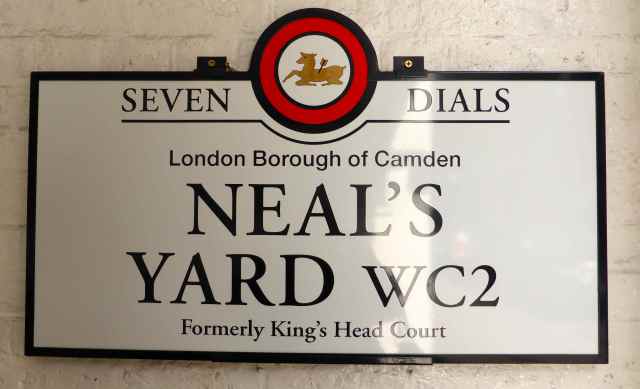 SEVEN DIALS
London Borough of Camden
NEAL'S
YARD WC2
Formerly King's Head Court